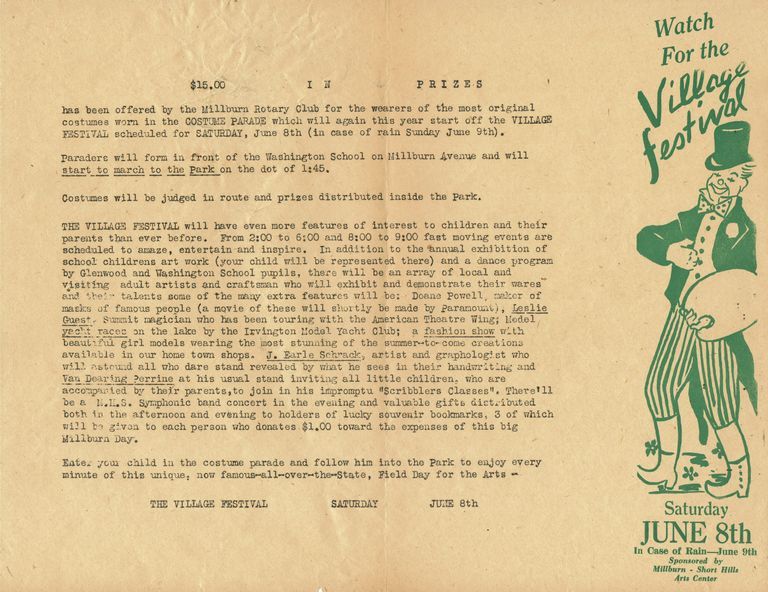 $15.00 I N P R I Z E S
has been offered by the Millburn Rotary Club for the wearers of the most original
costumes worn in the COSTUME PARADE which will again this year start off the VILLAGE
FESTIVAL scheduled for SATURDAY, June 8th (in case of rain Sunday June 9th).
Paraders will form in front of the Washington School on Millburn Avenue and will
start to march to the Park on the dot of 1:45.
Costumes will be judged in route and prizes distributed inside the Park.
THE VILLAGE FESTIVAL will have even more features of interest to children and their
parents than ever before. From 2:00 to 6:00 and 8:00 to 9:00 fast moving events are
scheduled to amaze, entertain and inspire. In addition to the annual exhibition of
school childrens art work (your child will be represented there) and a dance program
by Glenwood and Washington School pupils, there will be an array of local and
visiting adult artists and craftsman who will exhibit and demonstrate their wares
and their talents some of the many extra features will be: Doane Powell, maker of
masks of famous people (a movie of these will shortly be made by Paramount), Leslie
Guest, Summit magician who has been touring with the American Theatre Wing; Model
yacht races on the lake by the Irvington Model Yacht Club; a fashion show with
beautiful girl models wearing the most stunning of the summer-to-come creations
available in our home town shops. J. Earle Schrack, artist and graphologist who
will astound all who dare stand revealed by what he sees in their handwriting and
Van Dearing Perrine at his usual stand inviting all little children, who are
accompanied by their parents, to join in his impromptu "Scribblers Classes". There'll
be a M.H.S. Symphonic band concert in the evening and valuable gifts distributed
both in the afternoon and evening to holders of lucky souvenir bookmarks, 3 of which
will be given to each person who donates $1.00 toward the expenses of this big
Millburn Day.
Enter your child in the costume parade and follow him into the Park to enjoy every
minute of this unique, now famous-all-over-the-State, Field Day for the Arts -
THE VILLAGE FESTIVAL SATURDAY JUNE 8th
Watch
For the
Village
festival
Saturday
JUNE 8th
In Case of Rain—June 9th
Sponsored by
Millburn - Short Hills
Arts Center